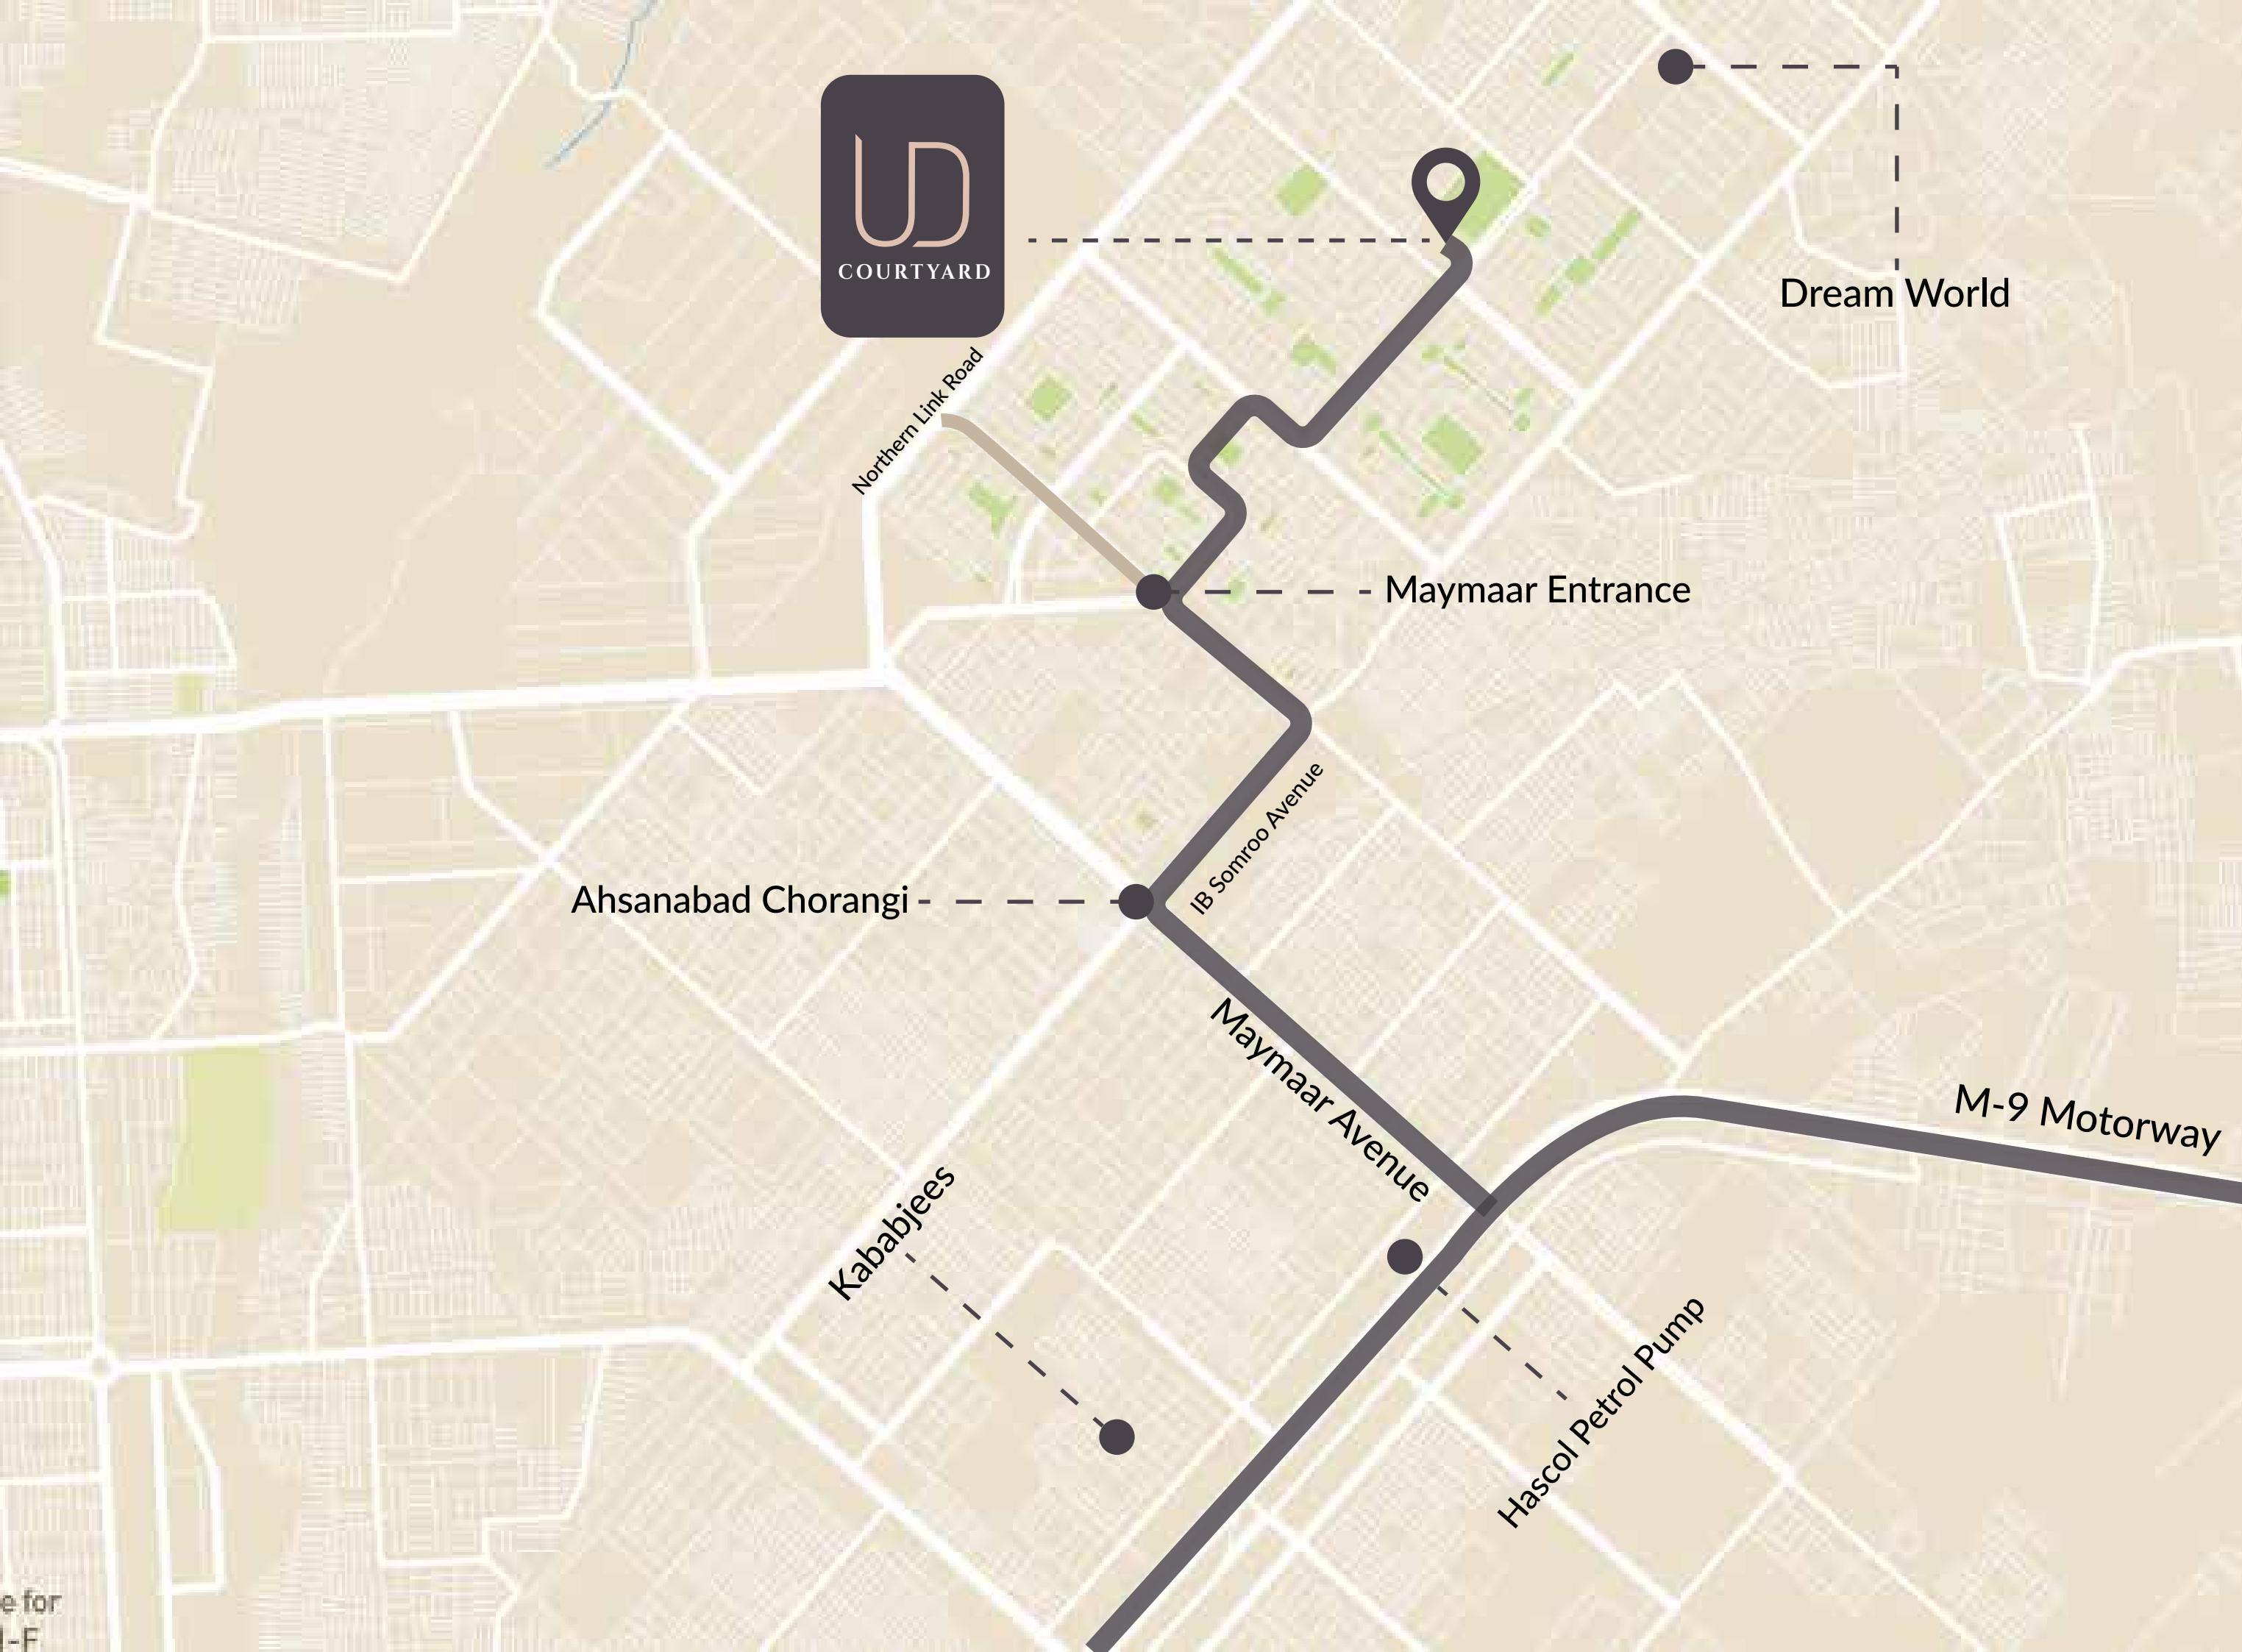 UD
COURTYARD
Dream World
Northern Link Road
Maymaar Entrance
IB Somroo Avenue
Ahsanabad Chorangi
Maymaar Avenue
M-9 Motorway
Kababjees
Hascol Petrol Pump
e for
-F